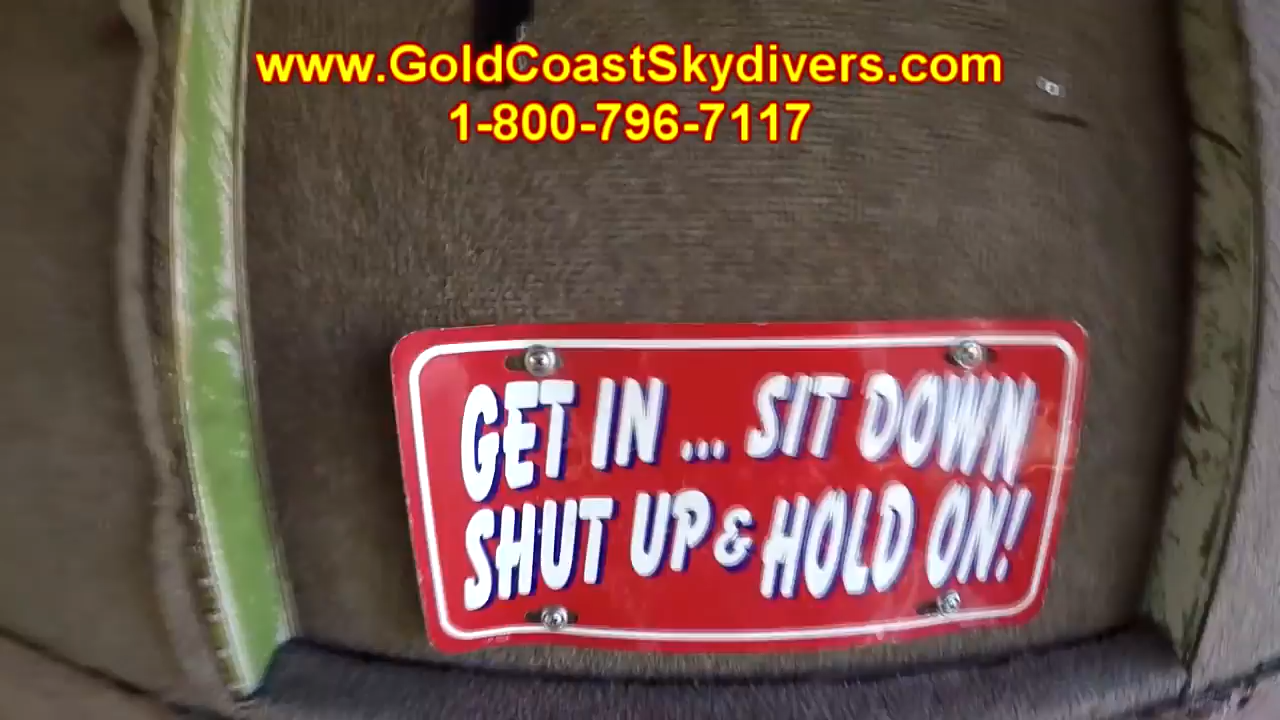 www.GoldCoastSkydivers.com
1-800-796-7117
GET IN ... SIT DOWN
SHUT UP & HOLD ON!